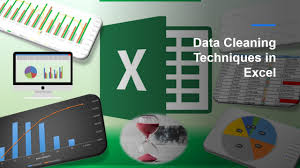 Data Cleaning
Techniques in
Excel
X